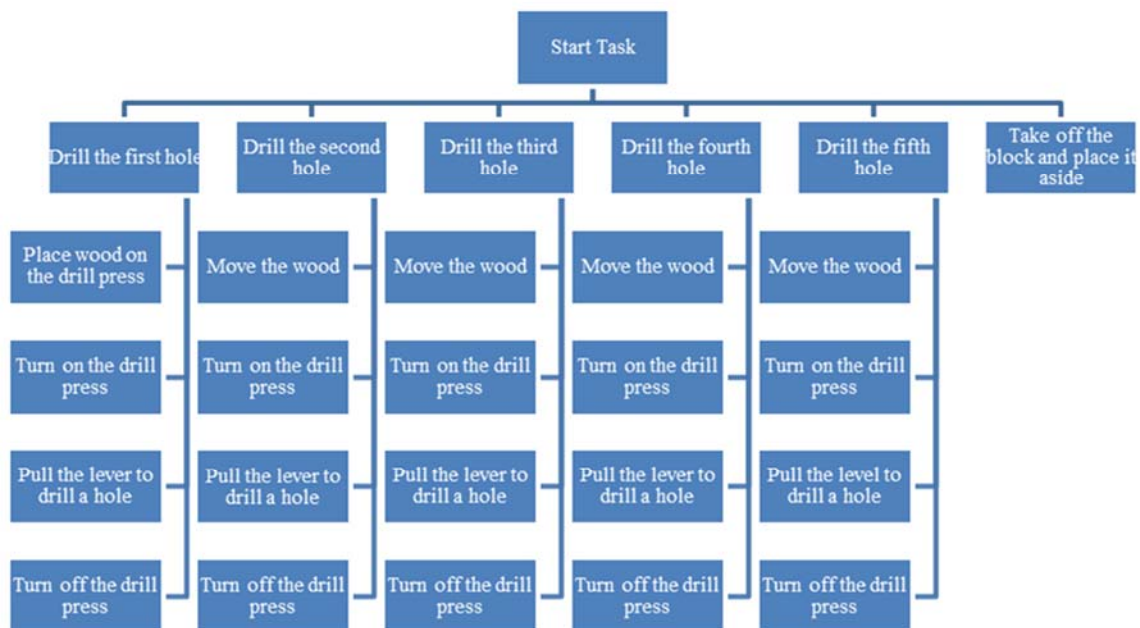 Start Task
Drill the first hole
Drill the second
hole
Drill the third
hole
Drill the fourth
hole
Drill the fifth
hole
Take off the
block and place it
aside
Place wood on
the drill press
Move the wood
Move the wood
Move the wood
Move the wood
Turn on the drill
press
Turn on the drill
press
Turn on the drill
press
Turn on the drill
press
Turn on the drill
press
Pull the lever to
drill a hole
Pull the lever to
drill a hole
Pull the lever to
drill a hole
Pull the lever to
drill a hole
Pull the level to
drill a hole
Turn off the drill
press
Turn off the drill
press
Turn off the drill
press
Turn off the drill
press
Turn off the drill
press